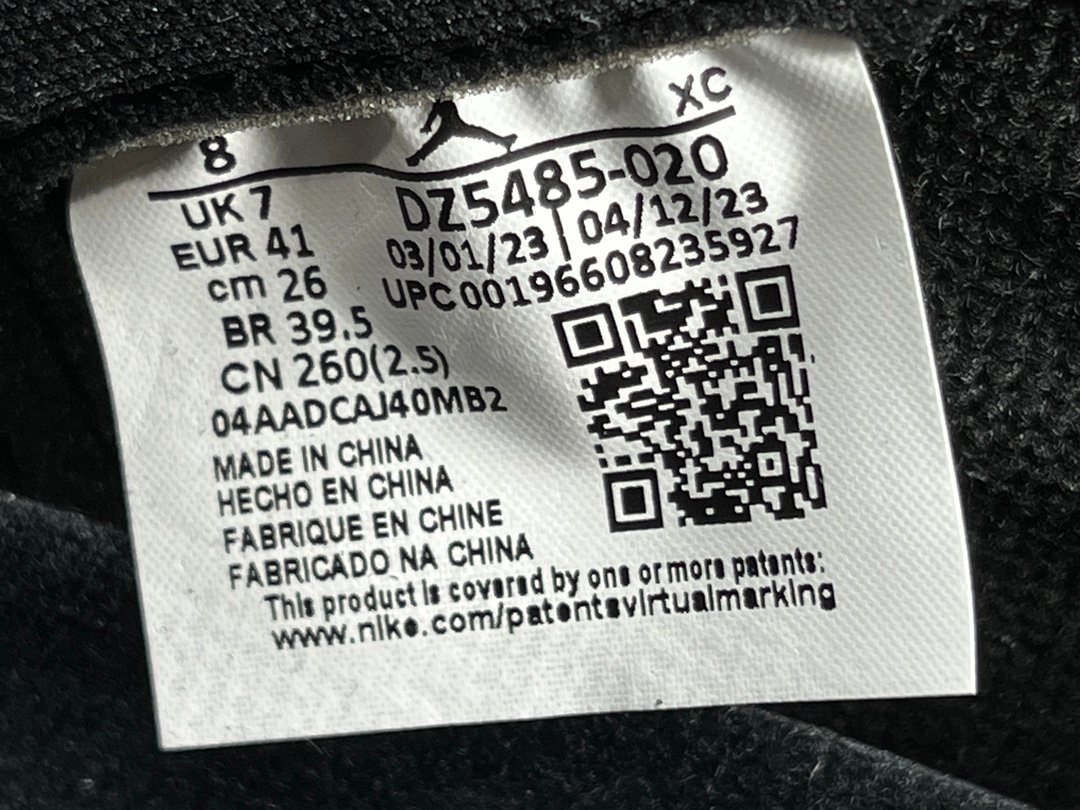 8
XC
UK 7
EUR 41
cm 26
BR 39.5
CN 260(2.5)
DZ5485-020
03/01/23 | 04/12/23
UPC 00196608235927
04AADCAJ40MB2
MADE IN CHINA
HECHO EN CHINA
FABRIQUE EN CHINE
FABRICADO NA CHINA
This product is covered by one or more patents:
www.nike.com/patentsvirtualmarking